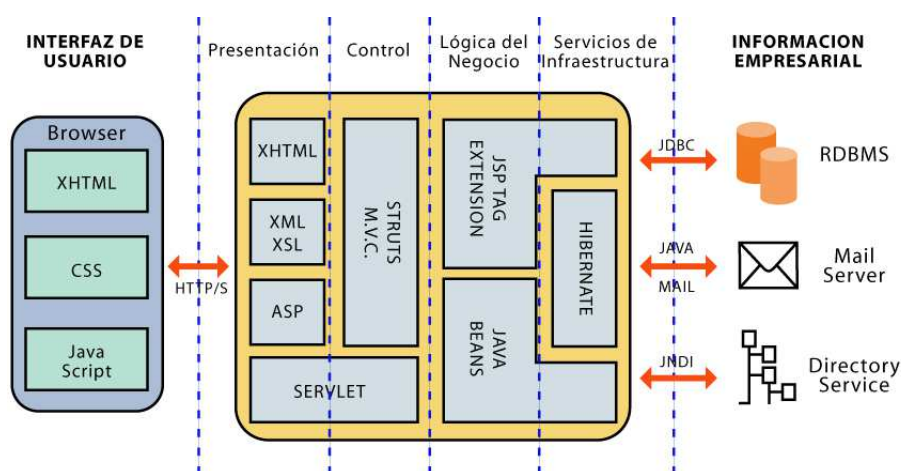 INTERFAZ DE
USUARIO
Presentación
Control
Lógica del
Negocio
Servicios de
Infraestructura
INFORMACION
EMPRESARIAL
Browser
XHTML
CSS
Java
Script
HTTP/S
XHTML
XML
XSL
ASP
SERVLET
STRUTS
M.V.C.
JSP TAG
EXTENSION
JAVA
BEANS
HIBERNATE
JDBC
JAVA
MAIL
JNDI
RDBMS
Mail
Server
Directory
Service